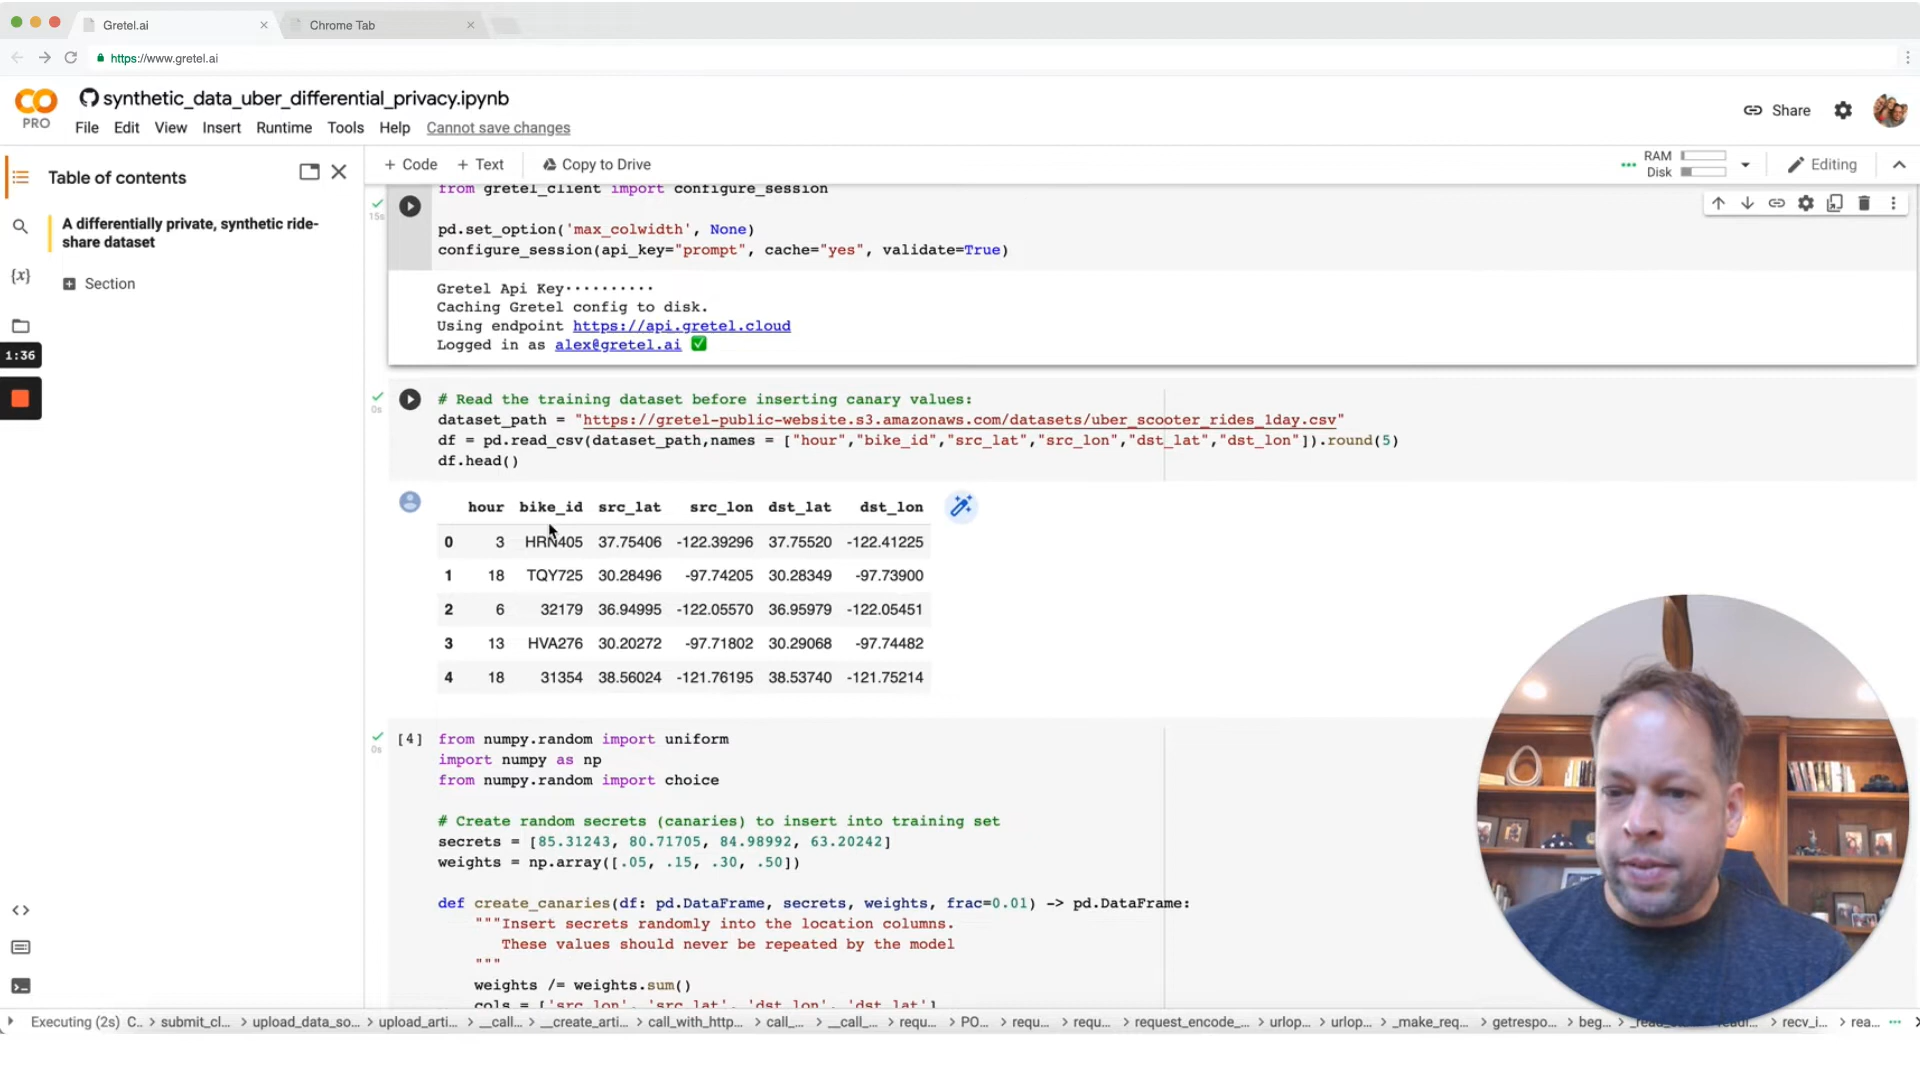 Gretel.ai
Chrome Tab
https://www.gretel.ai
PRO
synthetic_data_uber_differential_privacy.ipynb
File Edit View Insert Runtime Tools Help Cannot save changes
Share
Table of contents
A differentially private, synthetic ride-
share dataset
Section
{x}
1:36
+ Code + Text Copy to Drive
RAM
Disk
Editing
15s
from gretel_client import configure_session
pd.set_option('max_colwidth', None)
configure_session(api_key="prompt", cache="yes", validate=True)
Gretel Api Key··········
Caching Gretel config to disk.
Using endpoint https://api.gretel.cloud
Logged in as alex@gretel.ai ✅
0s
# Read the training dataset before inserting canary values:
dataset_path = "https://gretel-public-website.s3.amazonaws.com/datasets/uber_scooter_rides_1day.csv"
df = pd.read_csv(dataset_path,names = ["hour","bike_id","src_lat","src_lon","dst_lat","dst_lon"]).round(5)
df.head()
hour bike_id src_lat src_lon dst_lat dst_lon
0 3 HRN405 37.75406 -122.39296 37.75520 -122.41225
1 18 TQY725 30.28496 -97.74205 30.28349 -97.73900
2 6 32179 36.94995 -122.05570 36.95979 -122.05451
3 13 HVA276 30.20272 -97.71802 30.29068 -97.74482
4 18 31354 38.56024 -121.76195 38.53740 -121.75214
0s
[4] from numpy.random import uniform
import numpy as np
from numpy.random import choice
# Create random secrets (canaries) to insert into training set
secrets = [85.31243, 80.71705, 84.98992, 63.20242]
weights = np.array([.05, .15, .30, .50])
def create_canaries(df: pd.DataFrame, secrets, weights, frac=0.01) -> pd.DataFrame:
"""Insert secrets randomly into the location columns.
These values should never be repeated by the model
"""
weights /= weights.sum()
cols = ['src_lon', 'src_lat', 'dst_lon', 'dst_lat']
Executing (2s) C... > submit_cl... > upload_data_so... > upload_arti... > __call... > __create_arti... > call_with_http... > call_... > __call_... > requ... > PO... > requ... > requ... > request_encode_... > urlop... > urlop... > _make_req... > getrespo... > beg... > recv_i... > rea... ...